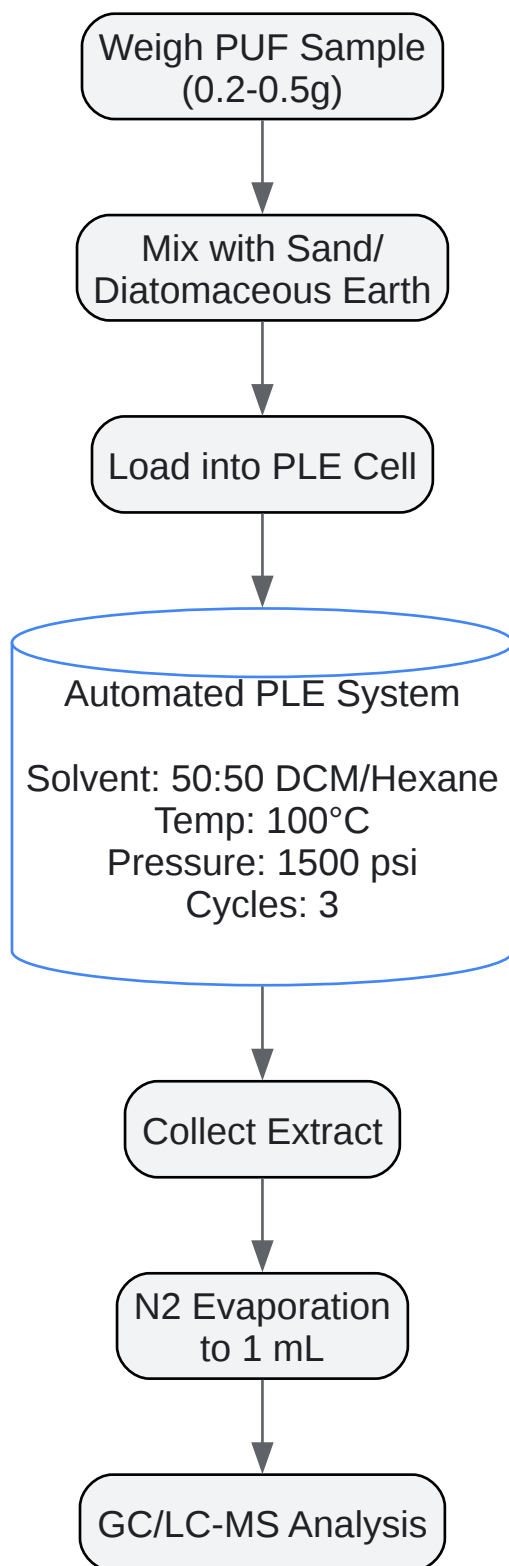 Weigh PUF Sample
(0.2-0.5g)
Mix with Sand/
Diatomaceous Earth
Load into PLE Cell
Automated PLE System
Solvent: 50:50 DCM/Hexane
Temp: 100°C
Pressure: 1500 psi
Cycles: 3
Collect Extract
N2 Evaporation
to 1 mL
GC/LC-MS Analysis